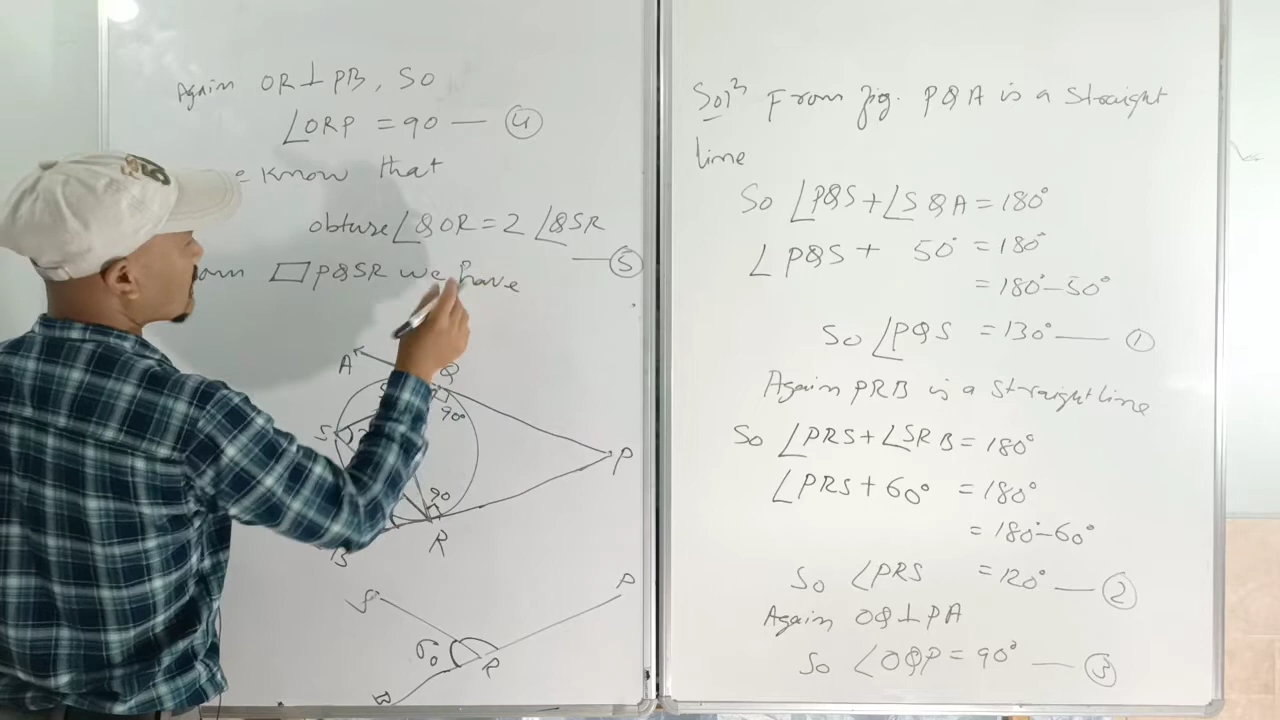 Again OR ⊥ PB, So
∠ORP = 90 — ④
Know that
obtuse ∠QOR = 2 ∠QSR
— ⑤
▱ PQSR we have
A
Q
90°
S
P
90
R
B
S
P
60
R
B
Solⁿ From fig. PQA is a Straight
line
So ∠PQS + ∠SQA = 180°
∠PQS + 50° = 180°
= 180° - 50°
So ∠PQS = 130° — ①
Again PRB is a Straight line
So ∠PRS + ∠SRB = 180°
∠PRS + 60° = 180°
= 180° - 60°
So ∠PRS = 120° — ②
Again OQ ⊥ PA
So ∠OQP = 90° — ③